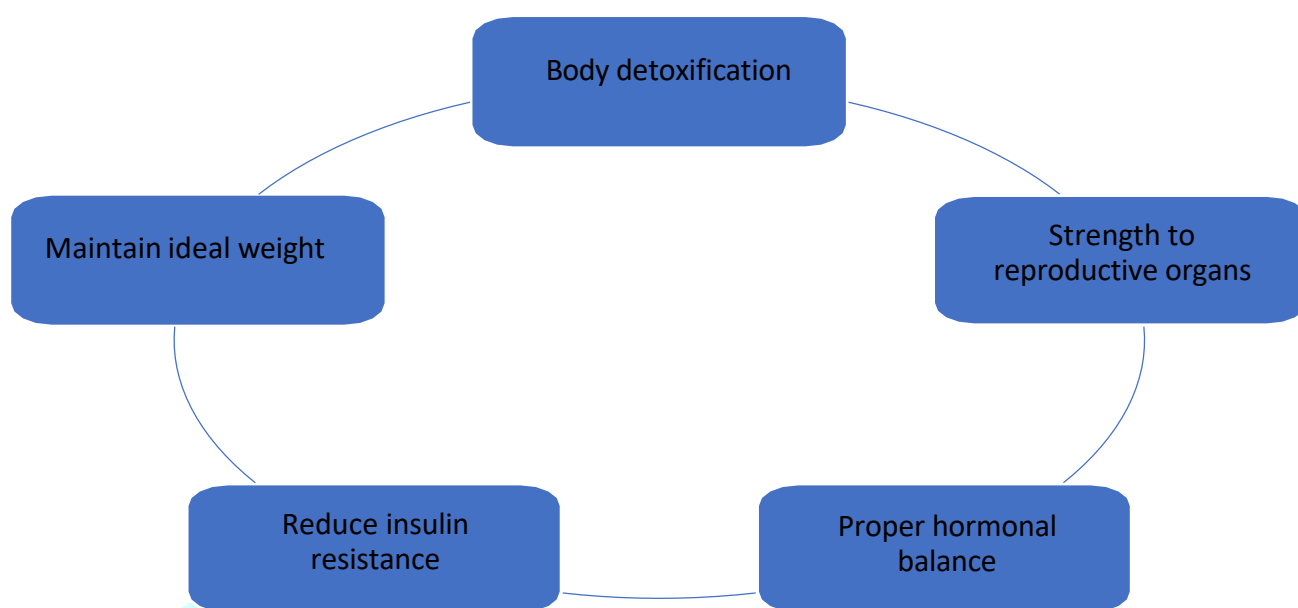 Body detoxification
Strength to
reproductive organs
Proper hormonal
balance
Reduce insulin
resistance
Maintain ideal weight